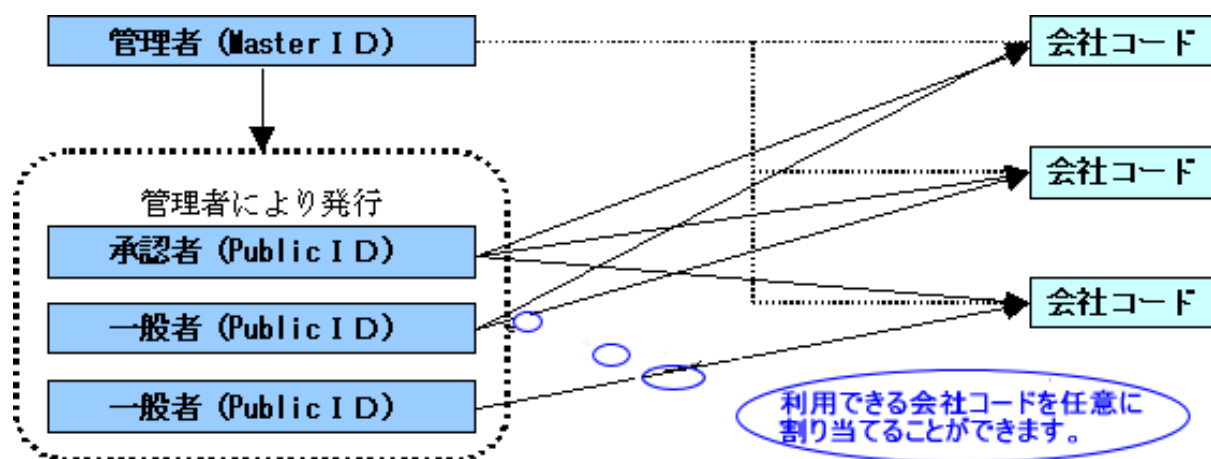 管理者（MasterＩＤ）
会社コード
管理者により発行
会社コード
承認者（PublicＩＤ）
一般者（PublicＩＤ）
会社コード
一般者（PublicＩＤ）
利用できる会社コードを任意に
割り当てることができます。